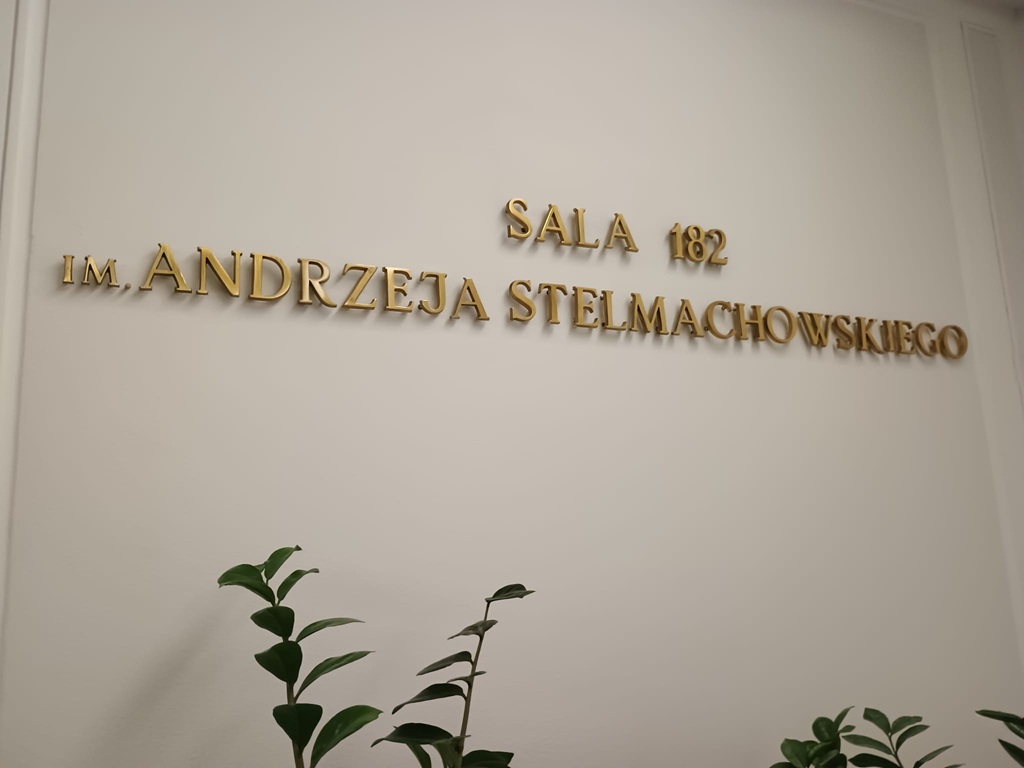 SALA 182
IM. ANDRZEJA STELMACHOWSKIEGO